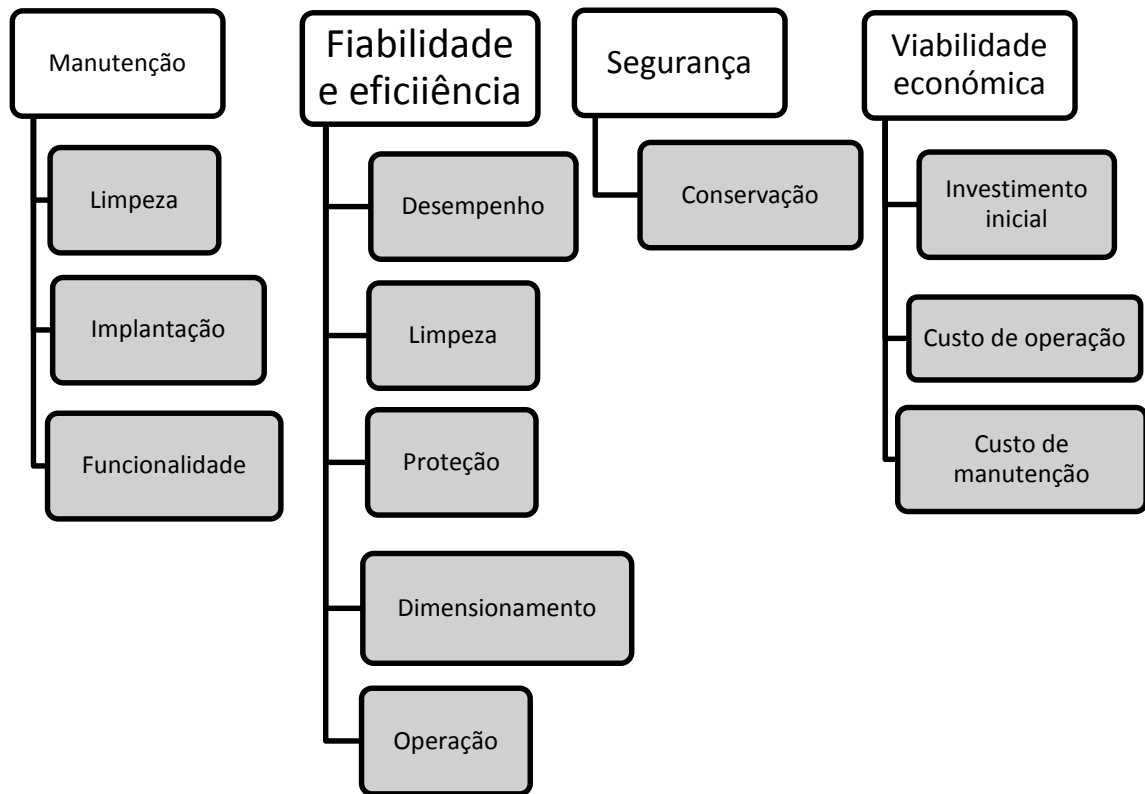 Manutenção
Limpeza
Implantação
Funcionalidade
Fiabilidade
e eficiiência
Desempenho
Limpeza
Proteção
Dimensionamento
Operação
Segurança
Conservação
Viabilidade
económica
Investimento
inicial
Custo de operação
Custo de
manutenção